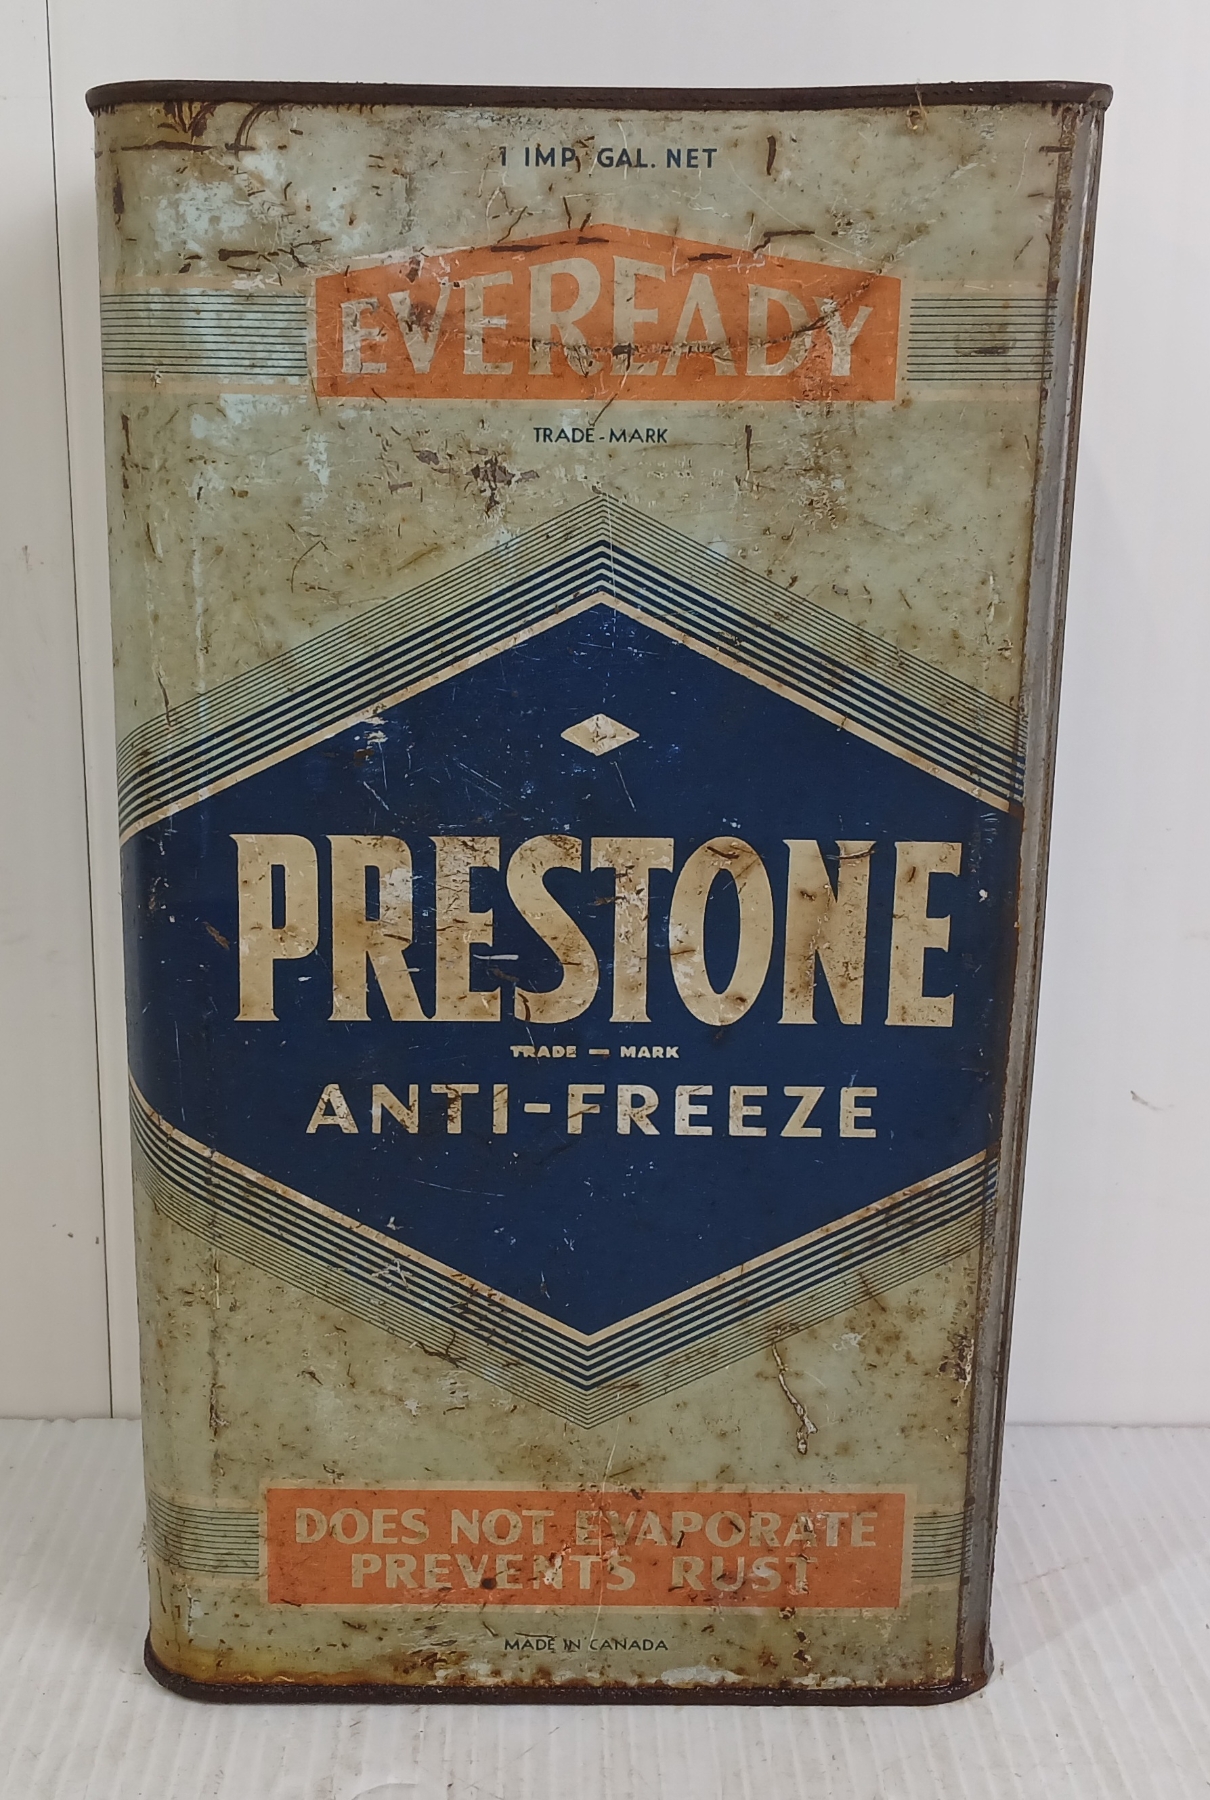 1 IMP. GAL. NET
EVEREADY
TRADE-MARK
PRESTONE
TRADE - MARK
ANTI-FREEZE
DOES NOT EVAPORATE
PREVENTS RUST
MADE IN CANADA